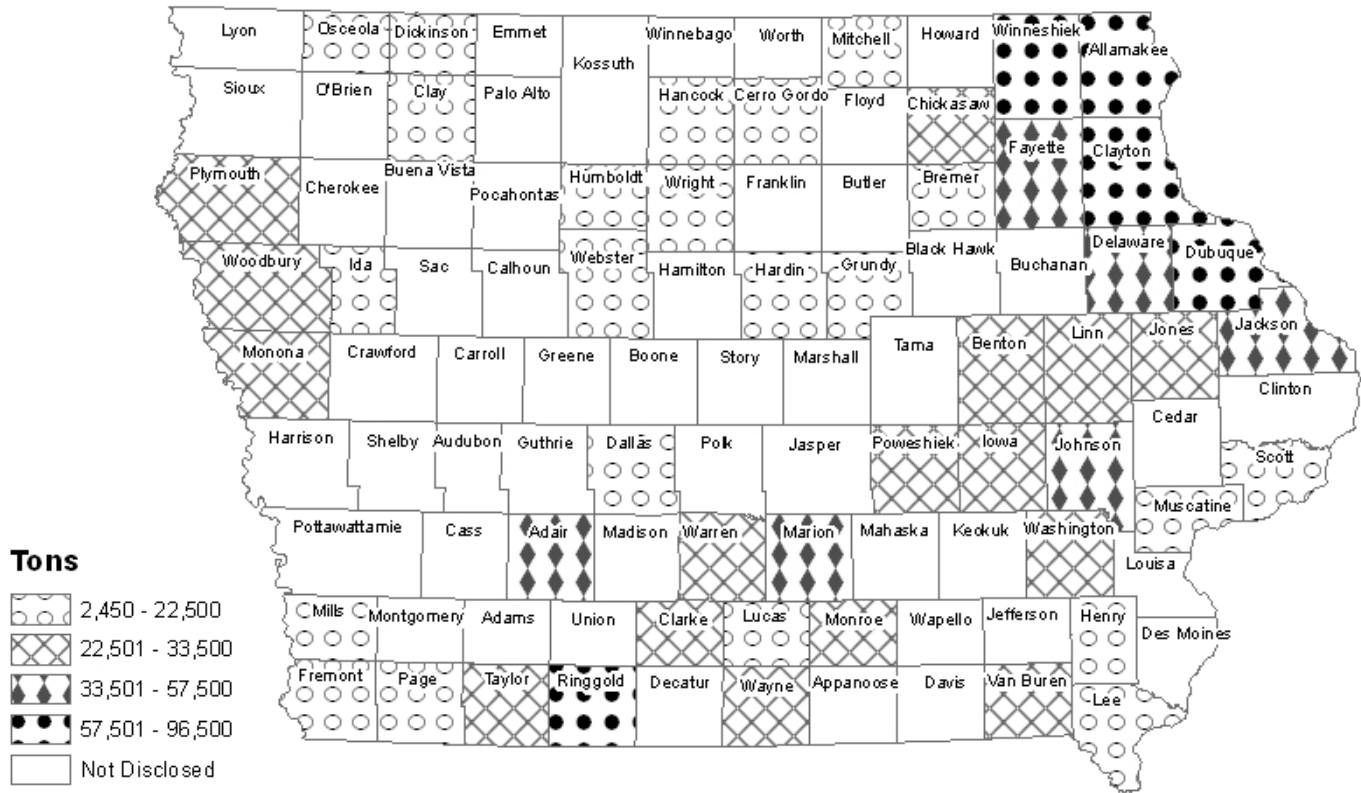 Lyon
Osceola
Dickinson
Emmet
Kossuth
Winnebago
Worth
Mitchell
Howard
Winneshiek
Allamakee
Sioux
O'Brien
Clay
Palo Alto
Hancock
Cerro Gordo
Floyd
Chickasaw
Fayette
Clayton
Plymouth
Cherokee
Buena Vista
Pocahontas
Humboldt
Wright
Franklin
Butler
Bremer
Woodbury
Ida
Sac
Calhoun
Webster
Hamilton
Hardin
Grundy
Black Hawk
Buchanan
Delaware
Dubuque
Monona
Crawford
Carroll
Greene
Boone
Story
Marshall
Tama
Benton
Linn
Jones
Jackson
Clinton
Harrison
Shelby
Audubon
Guthrie
Dallas
Polk
Jasper
Poweshiek
Iowa
Johnson
Cedar
Scott
Muscatine
Pottawattamie
Cass
Adair
Madison
Warren
Marion
Mahaska
Keokuk
Washington
Louisa
Mills
Montgomery
Adams
Union
Clarke
Lucas
Monroe
Wapello
Jefferson
Henry
Des Moines
Fremont
Page
Taylor
Ringgold
Decatur
Wayne
Appanoose
Davis
Van Buren
Lee
Tons
2,450 - 22,500
22,501 - 33,500
33,501 - 57,500
57,501 - 96,500
Not Disclosed